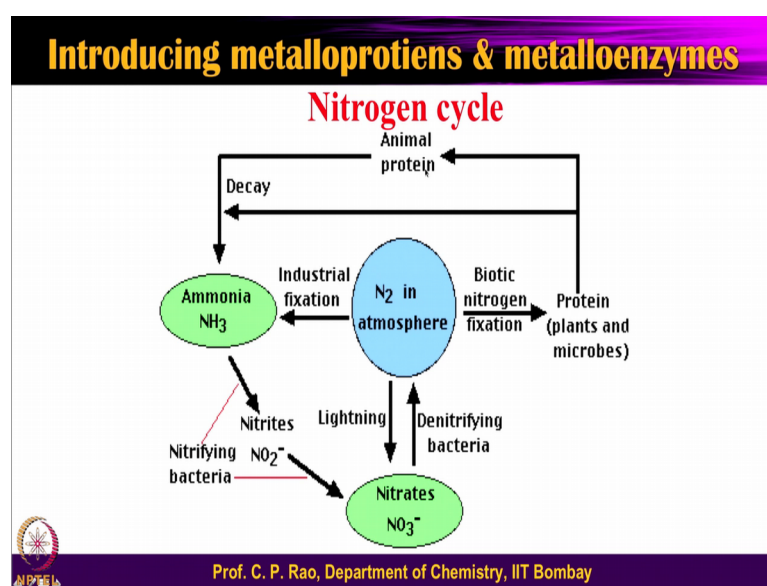 Introducing metalloprotiens & metalloenzymes
Nitrogen cycle
Animal
protein
Decay
Ammonia
NH3
Industrial
fixation
N2 in
atmosphere
Biotic
nitrogen
fixation
Protein
(plants and
microbes)
Nitrites
NO2-
Nitrifying
bacteria
Lightning
Denitrifying
bacteria
Nitrates
NO3-
NPTEL
Prof. C. P. Rao, Department of Chemistry, IIT Bombay